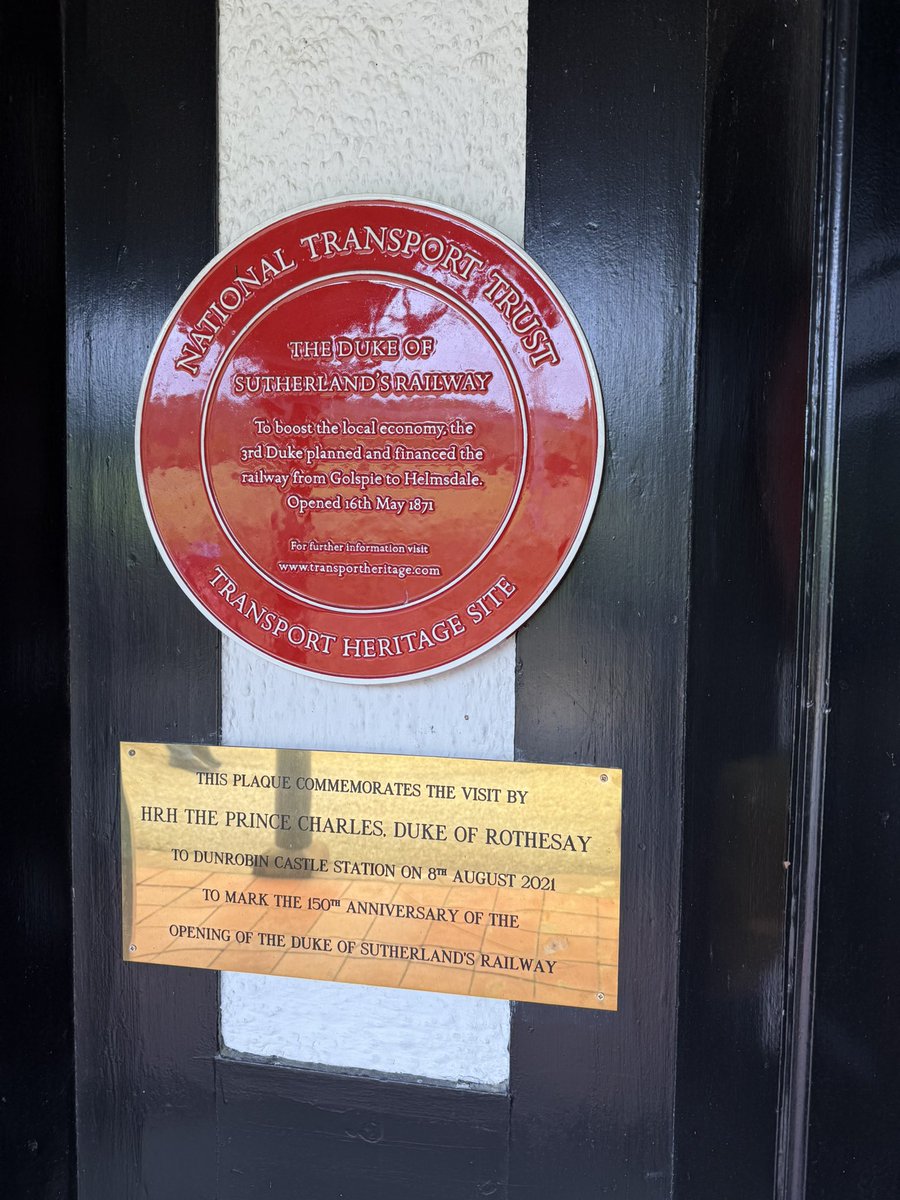 NATIONAL TRANSPORT TRUST
THE DUKE OF
SUTHERLAND'S RAILWAY
To boost the local economy, the
3rd Duke planned and financed the
railway from Golspie to Helmsdale.
Opened 16th May 1871
For further information visit
www.transportheritage.com
TRANSPORT HERITAGE SITE
THIS PLAQUE COMMEMORATES THE VISIT BY
HRH THE PRINCE CHARLES, DUKE OF ROTHESAY
TO DUNROBIN CASTLE STATION ON 8TH AUGUST 2021
TO MARK THE 150TH ANNIVERSARY OF THE
OPENING OF THE DUKE OF SUTHERLAND'S RAILWAY